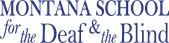 MONTANA SCHOOL
for the Deaf & the Blind